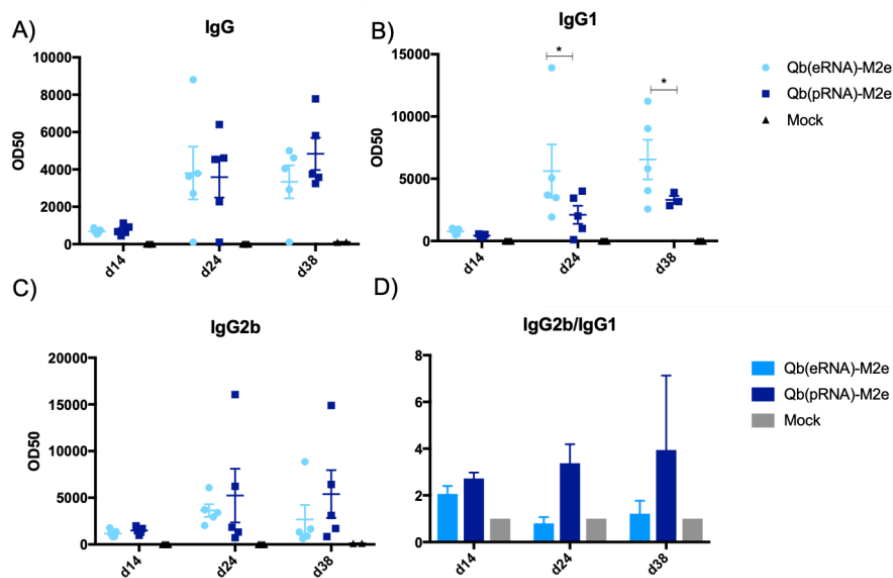 A)
IgG
10000
8000
6000
4000
2000
0
OD50
d14
d24
d38
B)
IgG1
15000
10000
5000
0
OD50
*
*
d14
d24
d38
Qb(eRNA)-M2e
Qb(pRNA)-M2e
Mock
C)
IgG2b
20000
15000
10000
5000
0
OD50
d14
d24
d38
D)
IgG2b/IgG1
8
6
4
2
0
d14
d24
d38
Qb(eRNA)-M2e
Qb(pRNA)-M2e
Mock